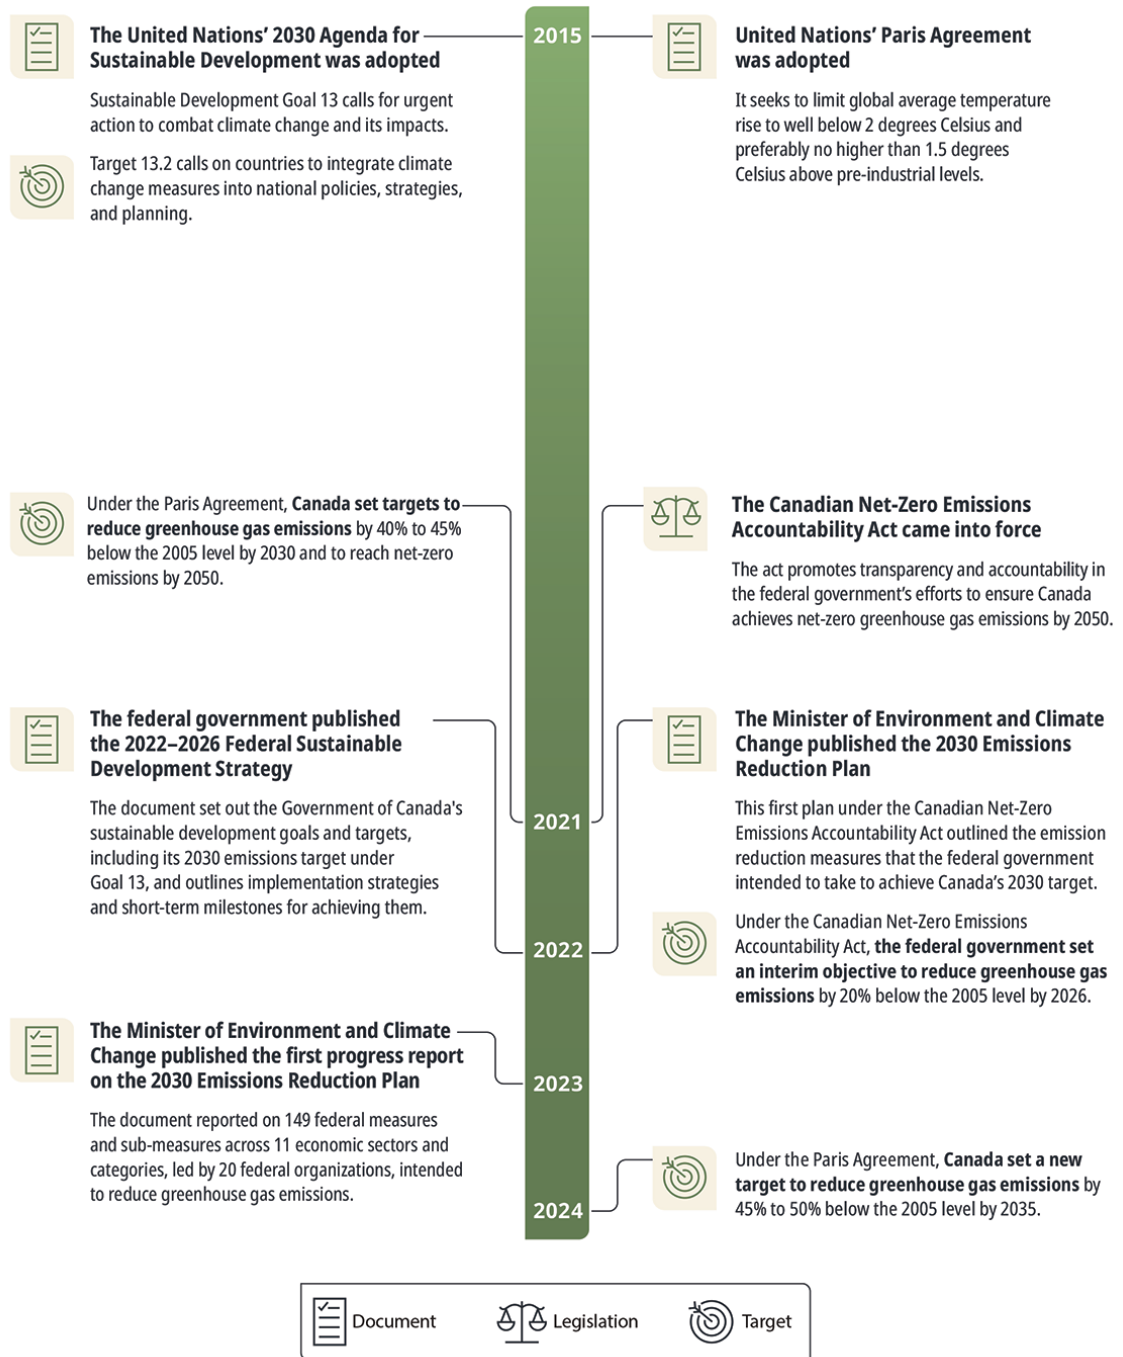 2015
The United Nations’ 2030 Agenda for
Sustainable Development was adopted
Sustainable Development Goal 13 calls for urgent
action to combat climate change and its impacts.
Target 13.2 calls on countries to integrate climate
change measures into national policies, strategies,
and planning.
United Nations’ Paris Agreement
was adopted
It seeks to limit global average temperature
rise to well below 2 degrees Celsius and
preferably no higher than 1.5 degrees
Celsius above pre-industrial levels.
Under the Paris Agreement, Canada set targets to
reduce greenhouse gas emissions by 40% to 45%
below the 2005 level by 2030 and to reach net-zero
emissions by 2050.
The Canadian Net-Zero Emissions
Accountability Act came into force
The act promotes transparency and accountability in
the federal government’s efforts to ensure Canada
achieves net-zero greenhouse gas emissions by 2050.
2021
The federal government published
the 2022–2026 Federal Sustainable
Development Strategy
The document set out the Government of Canada's
sustainable development goals and targets,
including its 2030 emissions target under
Goal 13, and outlines implementation strategies
and short-term milestones for achieving them.
The Minister of Environment and Climate
Change published the 2030 Emissions
Reduction Plan
This first plan under the Canadian Net-Zero
Emissions Accountability Act outlined the emission
reduction measures that the federal government
intended to take to achieve Canada’s 2030 target.
Under the Canadian Net-Zero Emissions
Accountability Act, the federal government set
an interim objective to reduce greenhouse gas
emissions by 20% below the 2005 level by 2026.
2022
The Minister of Environment and Climate
Change published the first progress report
on the 2030 Emissions Reduction Plan
The document reported on 149 federal measures
and sub-measures across 11 economic sectors and
categories, led by 20 federal organizations, intended
to reduce greenhouse gas emissions.
2023
Under the Paris Agreement, Canada set a new
target to reduce greenhouse gas emissions by
45% to 50% below the 2005 level by 2035.
2024
Document
Legislation
Target